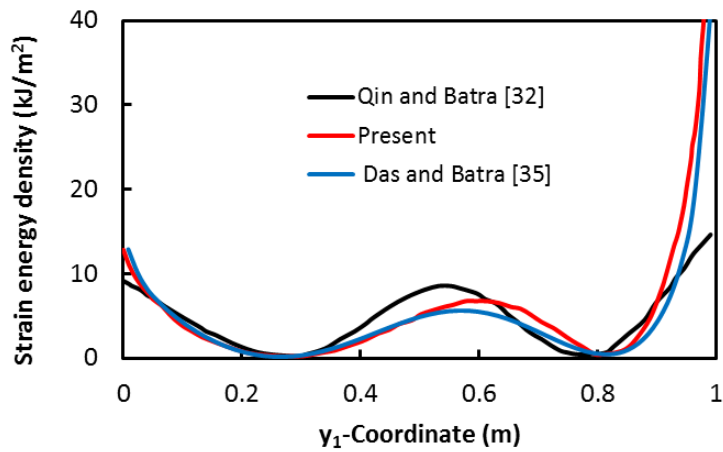 Strain energy density (kJ/m²)
40
30
20
10
0
Qin and Batra [32]
Present
Das and Batra [35]
0 0.2 0.4 0.6 0.8 1
y₁-Coordinate (m)